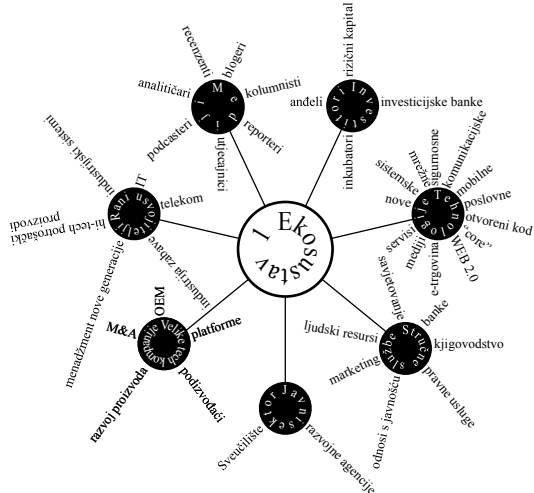 1 Ekosustav
Mediji
recenzenti
blogeri
kolumnisti
reporteri
utjecajnici
podcasteri
analitičari
Investitori
rizični kapital
investicijske banke
inkubatori
anđeli
Tehnologije
sigurnosne
komunikacijske
mobilne
poslovne
otvoreni kod
“core”
WEB 2.0
e-trgovina
mediji
servisi
nove
sistemske
mrežne
Stručne službe
savjetovanje
banke
knjigovodstvo
pravne usluge
odnosi s javnošću
marketing
ljudski resursi
Javni sektor
Sveučilište
razvojne agencije
Velike tech kompanije
OEM
platforme
podizvođači
razvoj proizvoda
M&A
Rani usvojitelji
industrijski sistemi
IT
telekom
industrija zabave
menadžment nove generacije
hi-tech potrošački
proizvodi